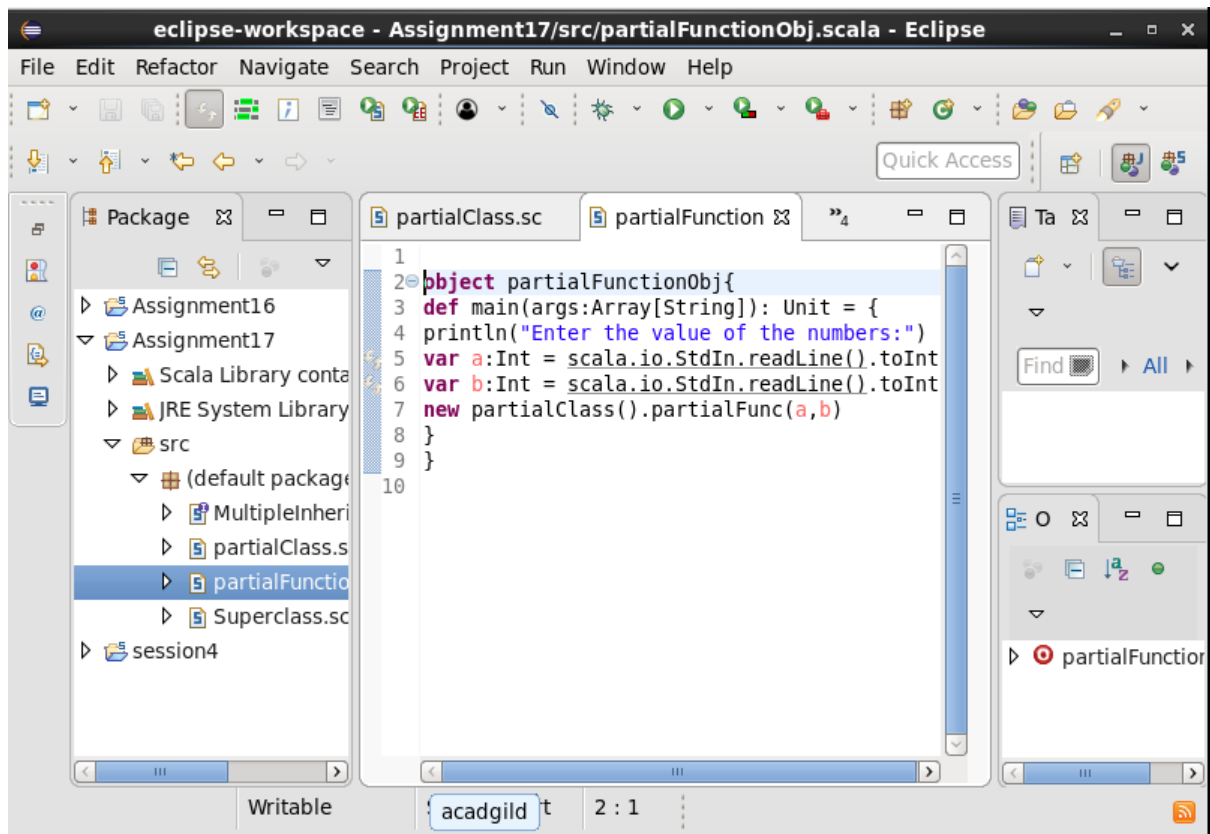 eclipse-workspace - Assignment17/src/partialFunctionObj.scala - Eclipse
File Edit Refactor Navigate Search Project Run Window Help
Quick Access
Package
partialClass.sc
partialFunction
»4
Ta
Assignment16
Assignment17
Scala Library conta
JRE System Library
src
(default package
MultipleInheri
partialClass.s
partialFunctio
Superclass.sc
session4
1
2 object partialFunctionObj{
3 def main(args:Array[String]): Unit = {
4 println("Enter the value of the numbers:")
5 var a:Int = scala.io.StdIn.readLine().toInt
6 var b:Int = scala.io.StdIn.readLine().toInt
7 new partialClass().partialFunc(a,b)
8 }
9 }
10
Find
All
O
partialFunction
Writable
acadgild
2 : 1